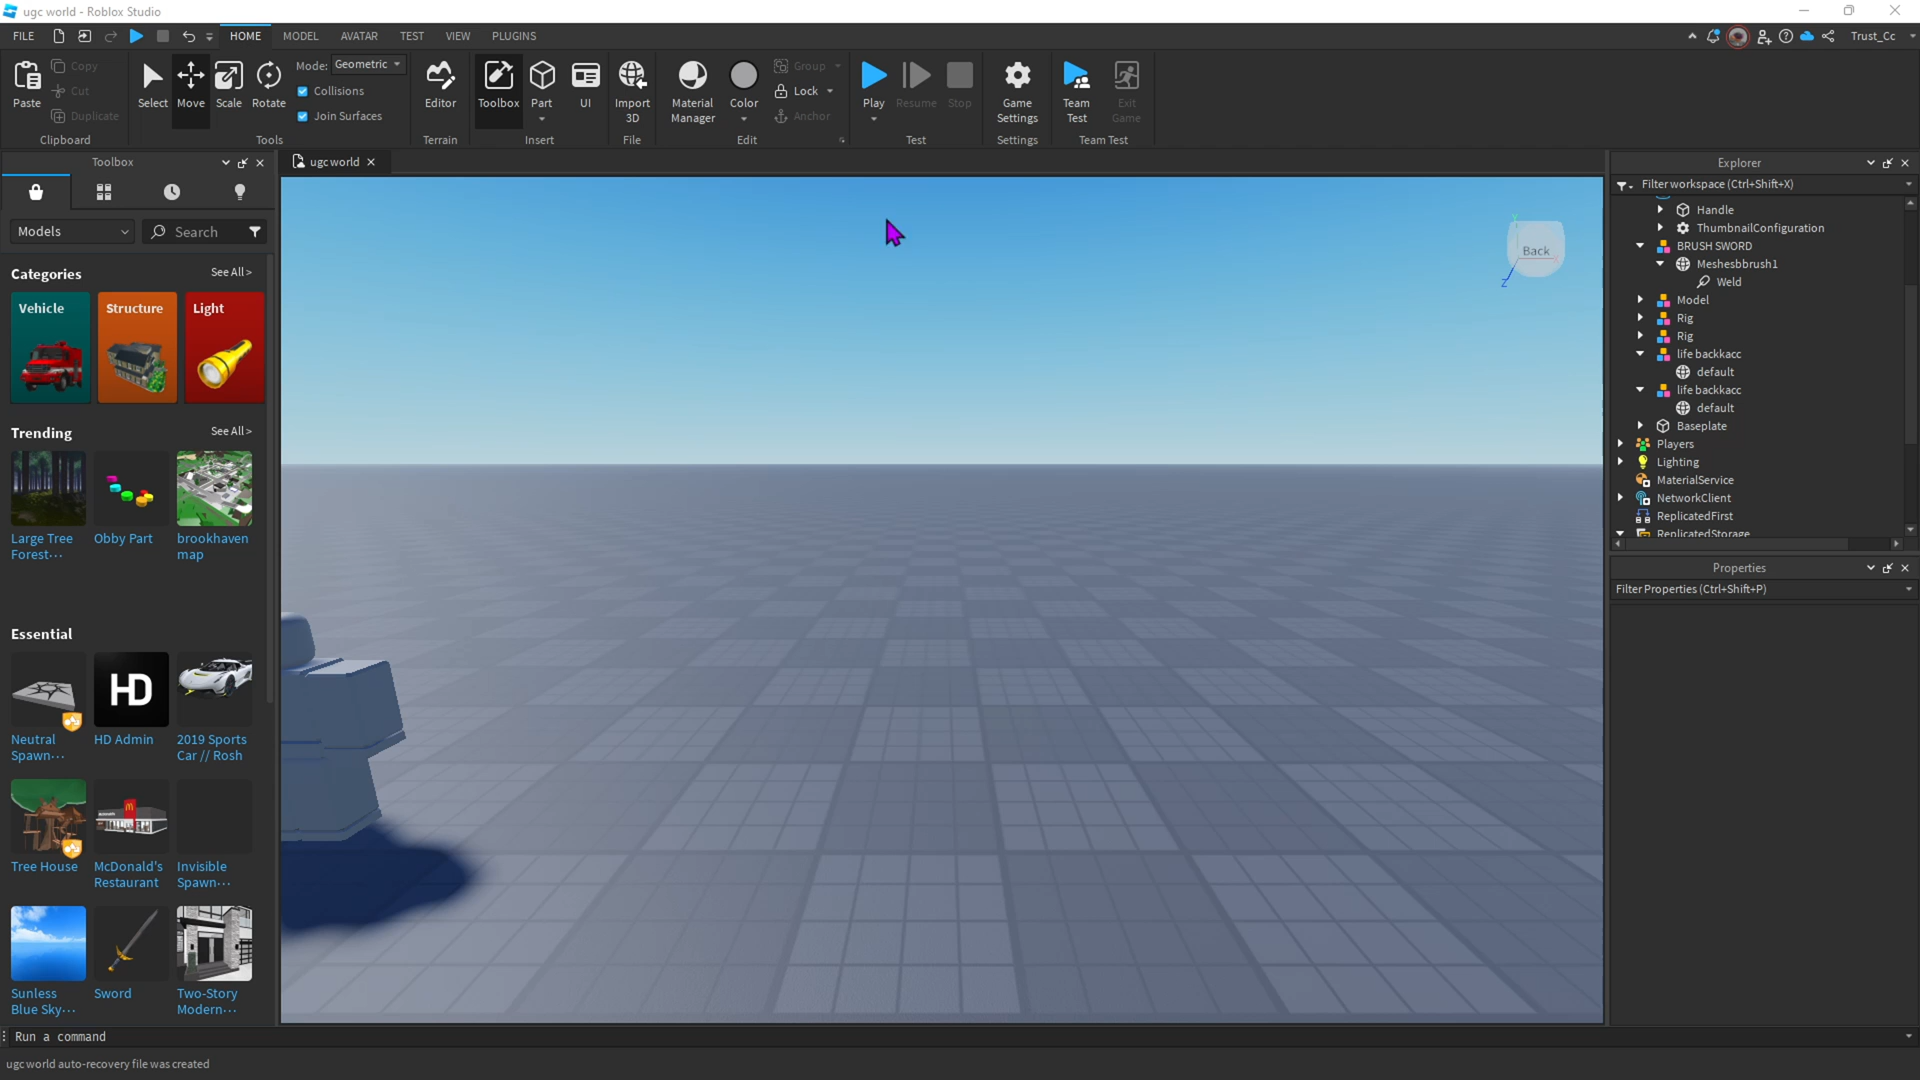 ugc world - Roblox Studio
FILE
HOME
MODEL
AVATAR
TEST
VIEW
PLUGINS
Trust_Cc
Paste
Copy
Cut
Duplicate
Clipboard
Select
Move
Scale
Rotate
Mode: Geometric
Collisions
Join Surfaces
Tools
Editor
Terrain
Toolbox
Part
UI
Insert
Import
3D
File
Material
Manager
Color
Group
Lock
Anchor
Edit
Play
Resume
Stop
Test
Game
Settings
Settings
Team
Test
Exit
Game
Team Test
Toolbox
Models
Search
Categories
See All >
Vehicle
Structure
Light
Trending
See All >
Large Tree
Forest...
Obby Part
brookhaven
map
Essential
Neutral
Spawn...
HD
HD Admin
2019 Sports
Car // Rosh
Tree House
McDonald's
Restaurant
Invisible
Spawn...
Sunless
Blue Sky...
Sword
Two-Story
Modern...
ugc world
Back
Y
Z
Explorer
Filter workspace (Ctrl+Shift+X)
Handle
ThumbnailConfiguration
BRUSH SWORD
Meshesbbrush1
Weld
Model
Rig
Rig
life backkacc
default
life backkacc
default
Baseplate
Players
Lighting
MaterialService
NetworkClient
ReplicatedFirst
ReplicatedStorage
Properties
Filter Properties (Ctrl+Shift+P)
Run a command
ugc world auto-recovery file was created